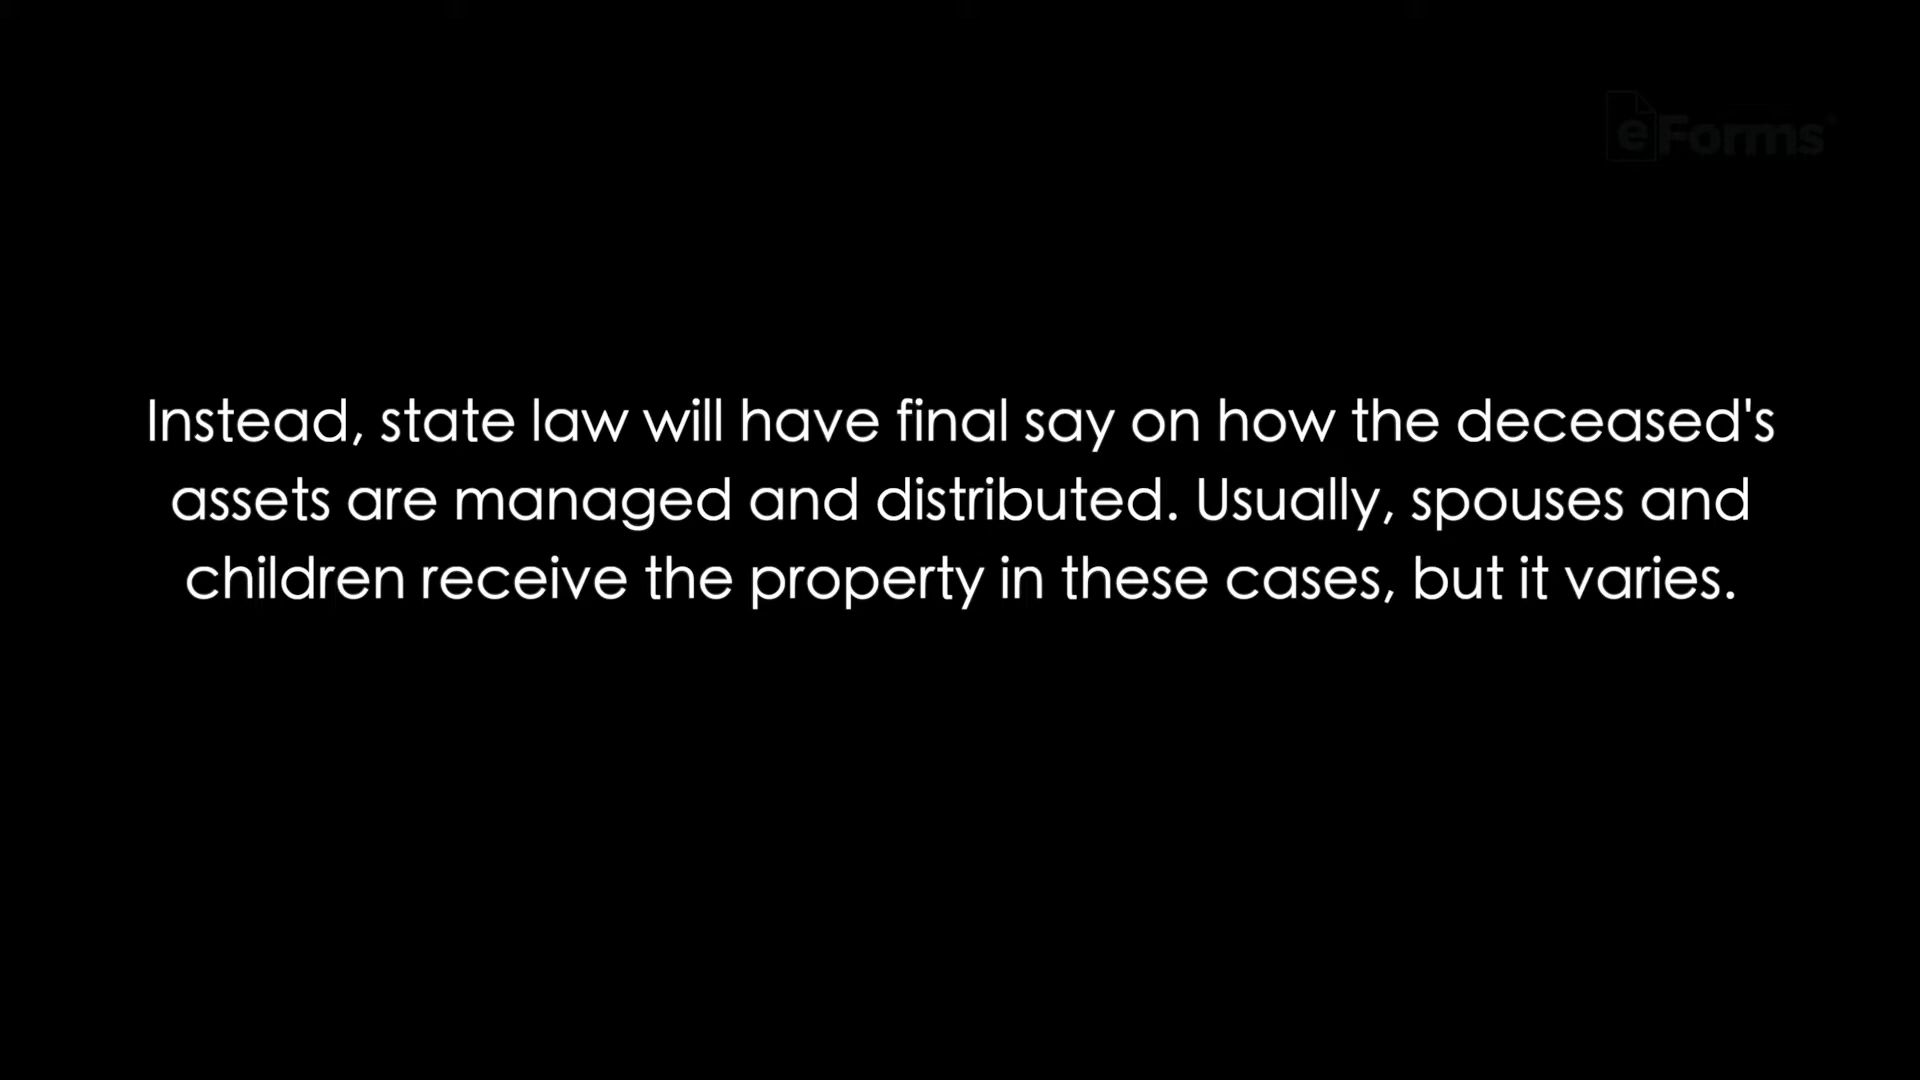 eForms
Instead, state law will have final say on how the deceased's
assets are managed and distributed. Usually, spouses and
children receive the property in these cases, but it varies.